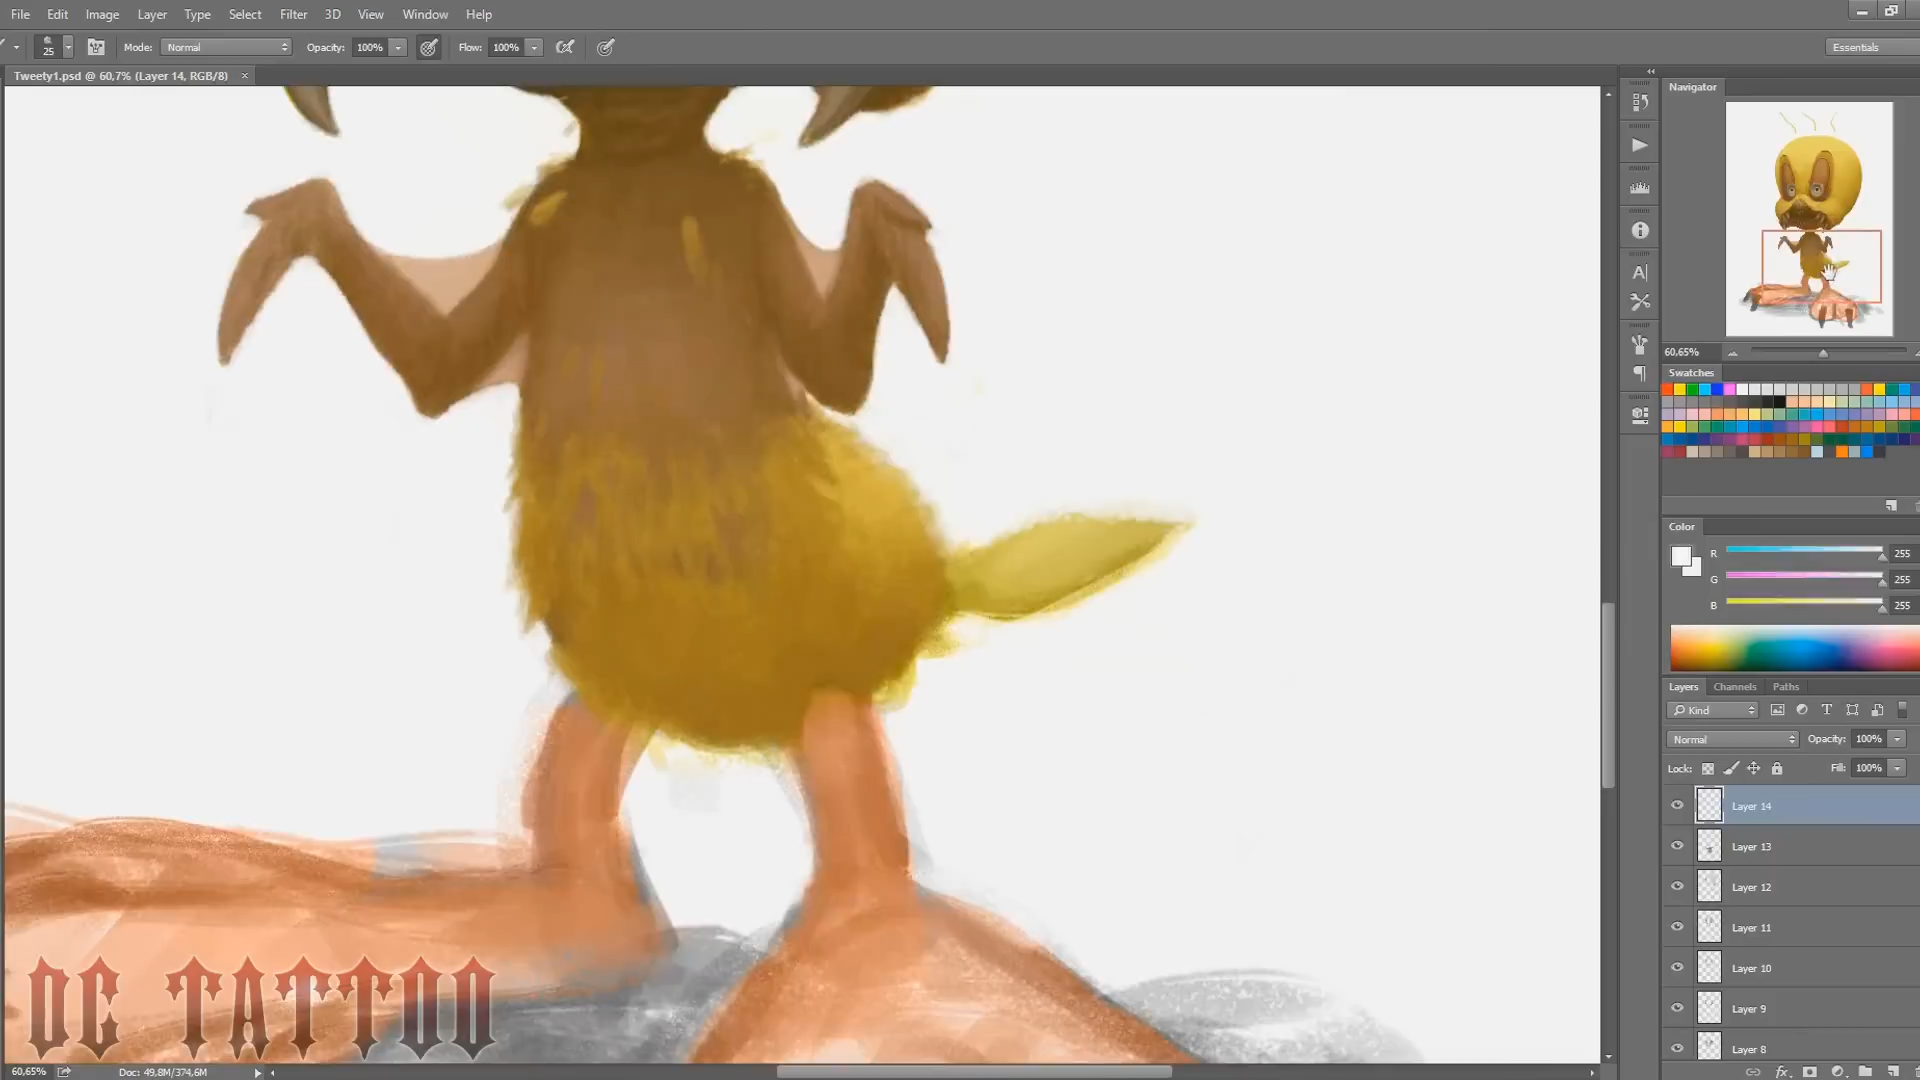 File Edit Image Layer Type Select Filter 3D View Window Help
25 Mode: Normal Opacity: 100% Flow: 100% Essentials
Tweety1.psd @ 60,7% (Layer 14, RGB/8) ×
Navigator
60,65%
Swatches
Color
R 255
G 255
B 255
Layers Channels Paths
Kind
Normal Opacity: 100%
Lock: Fill: 100%
Layer 14
Layer 13
Layer 12
Layer 11
Layer 10
Layer 9
Layer 8
DC TATTOO
60,65% Doc: 49,8M/374,6M